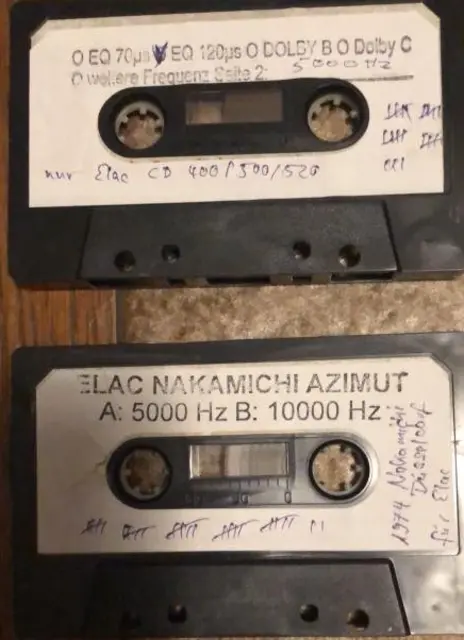 O EQ 70µs O EQ 120µs O DOLBY B O Dolby C
O weitere Frequenz Seite 2: 5000 Hz
nur Elac CD 400/500/520
ELAC NAKAMICHI AZIMUT
A: 5000 Hz B: 10000 Hz
1974 Nakamichi
für Elac